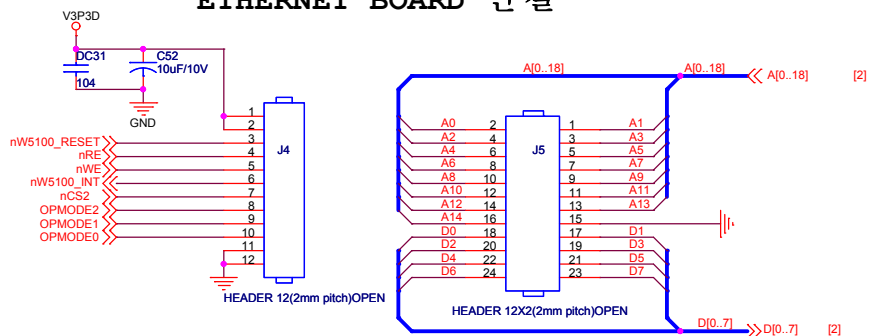 ETHERNET BOARD 연결
V3P3D
DC31
104
C52
10uF/10V
GND
nW5100_RESET
nRE
nWE
nW5100_INT
nCS2
OPMODE2
OPMODE1
OPMODE0
1
2
3
4
5
6
7
8
9
10
11
12
J4
HEADER 12(2mm pitch)OPEN
A[0..18]
A[0..18]
A[0..18]
[2]
A0 2 1 A1
A2 4 3 A3
A4 6 5 A5
A6 8 7 A7
A8 10 9 A9
A10 12 11 A11
A12 14 13 A13
A14 16 15
D0 18 17 D1
D2 20 19 D3
D4 22 21 D5
D6 24 23 D7
J5
HEADER 12X2(2mm pitch)OPEN
D[0..7]
D[0..7]
[2]